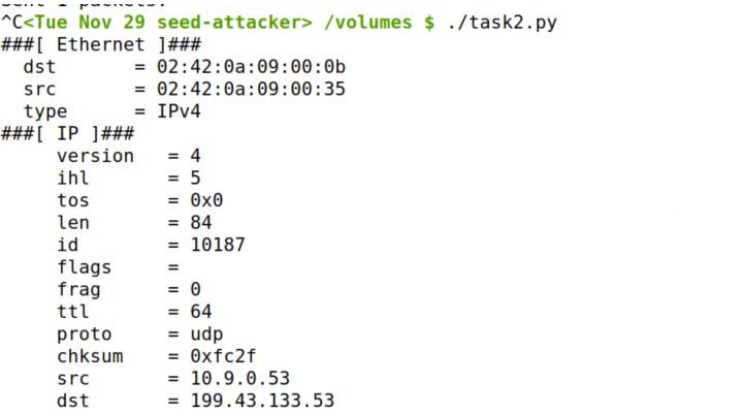 ^C<Tue Nov 29 seed-attacker> /volumes $ ./task2.py
###[ Ethernet ]###
  dst       = 02:42:0a:09:00:0b
  src       = 02:42:0a:09:00:35
  type      = IPv4
###[ IP ]###
     version   = 4
     ihl       = 5
     tos       = 0x0
     len       = 84
     id        = 10187
     flags     =
     frag      = 0
     ttl       = 64
     proto     = udp
     chksum    = 0xfc2f
     src       = 10.9.0.53
     dst       = 199.43.133.53